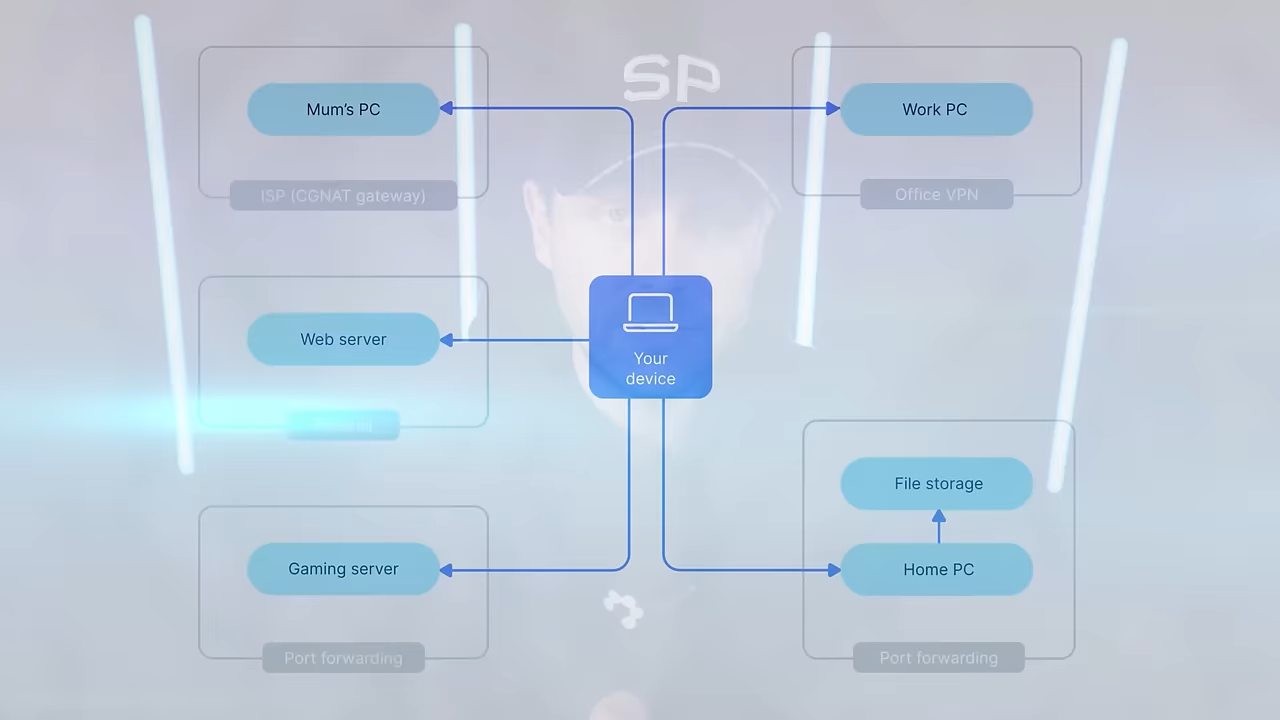 SP
Mum's PC
Work PC
ISP (CGNAT gateway)
Office VPN
Web server
Your
device
File storage
Gaming server
Home PC
Port forwarding
Port forwarding